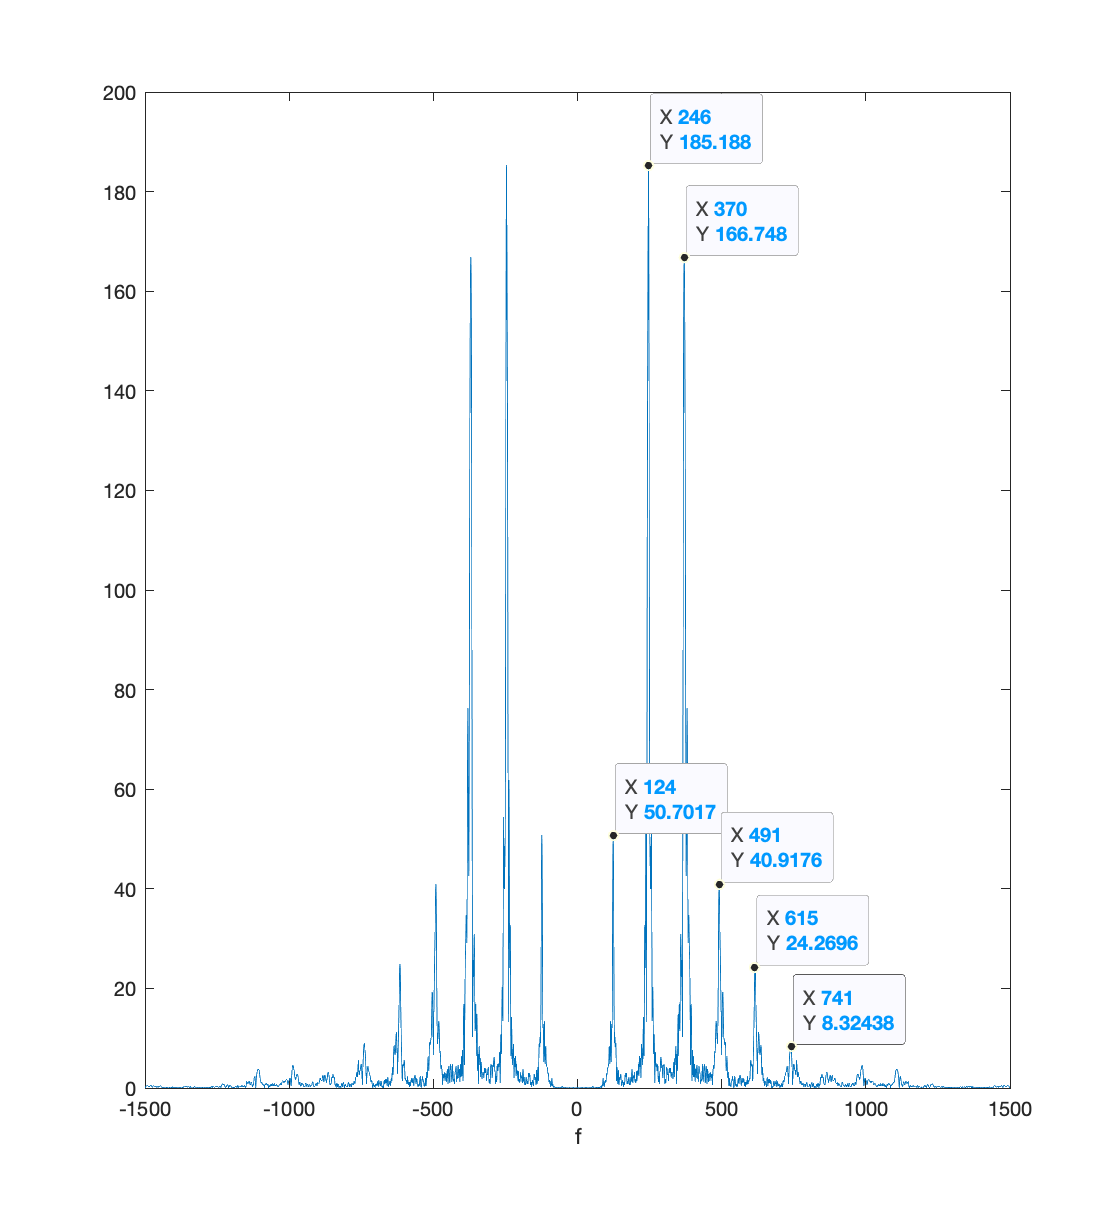 200
X 246
Y 185.188
180
X 370
Y 166.748
160
140
120
100
80
60
X 124
Y 50.7017
X 491
Y 40.9176
40
X 615
Y 24.2696
20
X 741
Y 8.32438
0
-1500 -1000 -500 0 500 1000 1500
f